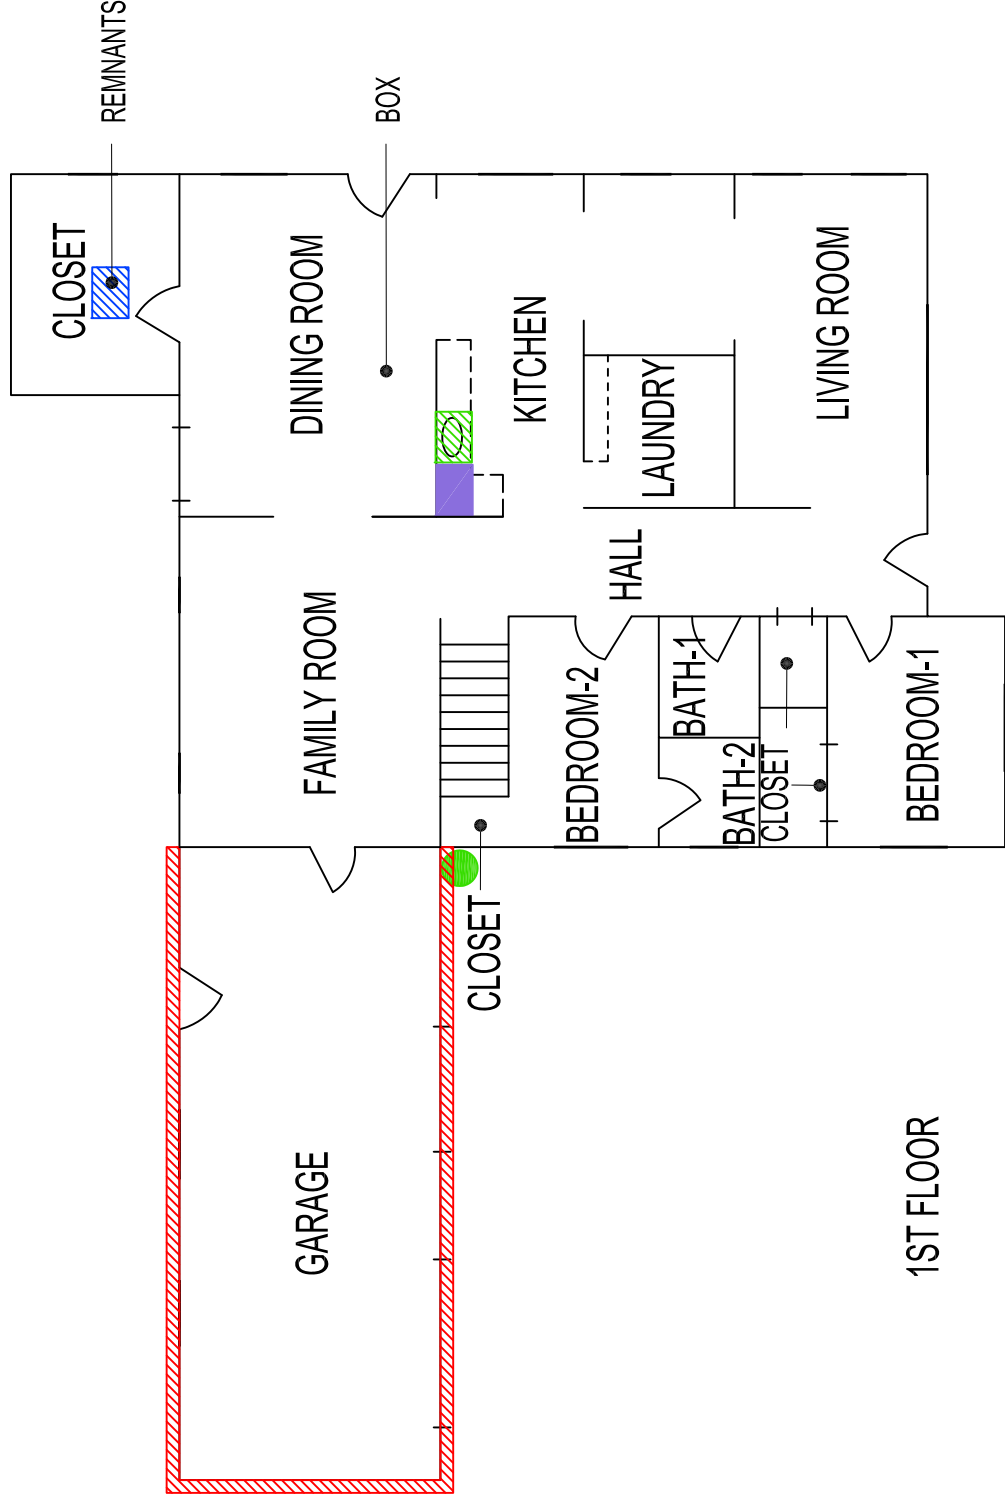 REMNANTS
BOX
CLOSET
DINING ROOM
KITCHEN
LAUNDRY
LIVING ROOM
FAMILY ROOM
HALL
BEDROOM-2
BATH-1
BATH-2
CLOSET
BEDROOM-1
CLOSET
GARAGE
1ST FLOOR